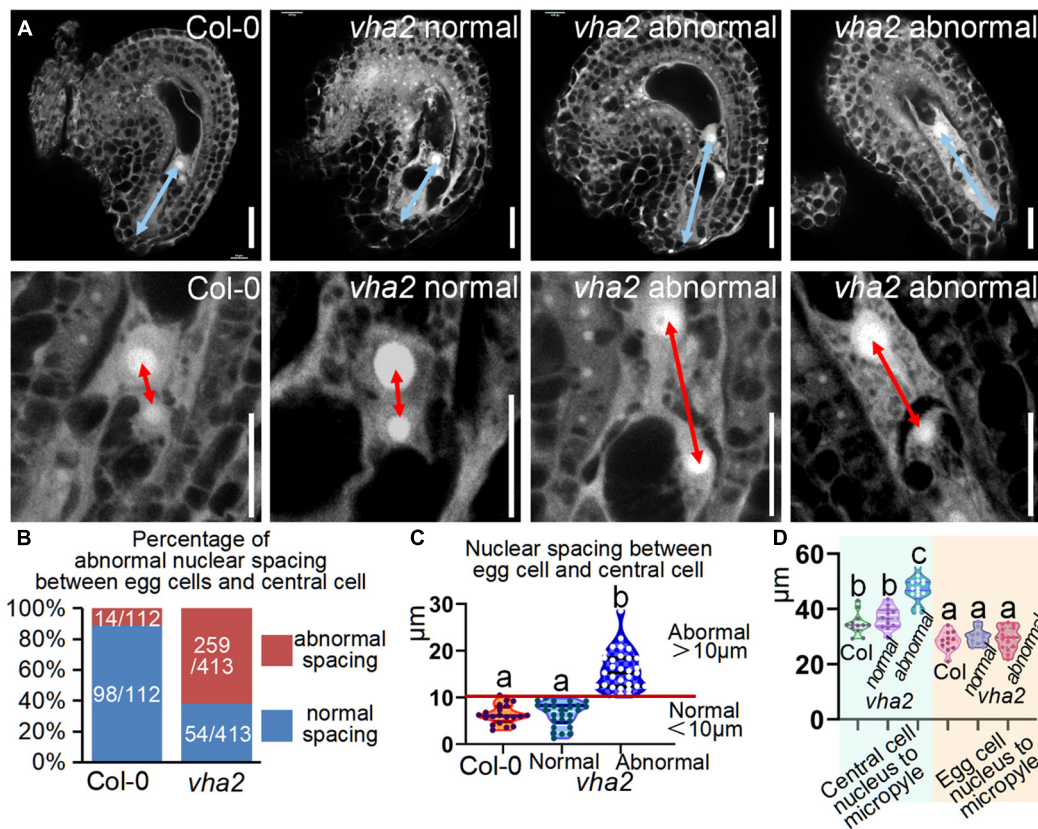 A
Col-0
vha2 normal
vha2 abnormal
vha2 abnormal
Col-0
vha2 normal
vha2 abnormal
vha2 abnormal
B
Percentage of
abnormal nuclear spacing
between egg cells and central cell
100%
80%
60%
40%
20%
0%
14/112
98/112
259
/413
54/413
abnormal
spacing
normal
spacing
Col-0
vha2
C
Nuclear spacing between
egg cell and central cell
µm
30
20
10
0
a
a
b
Abormal
＞10µm
Normal
＜10µm
Col-0
Normal
Abnormal
vha2
D
µm
60
40
20
0
b
b
c
a
a
a
Col
normal
abnormal
vha2
Col
normal
abnormal
vha2
Central cell
nucleus to
micropyle
Egg cell
nucleus to
micropyle